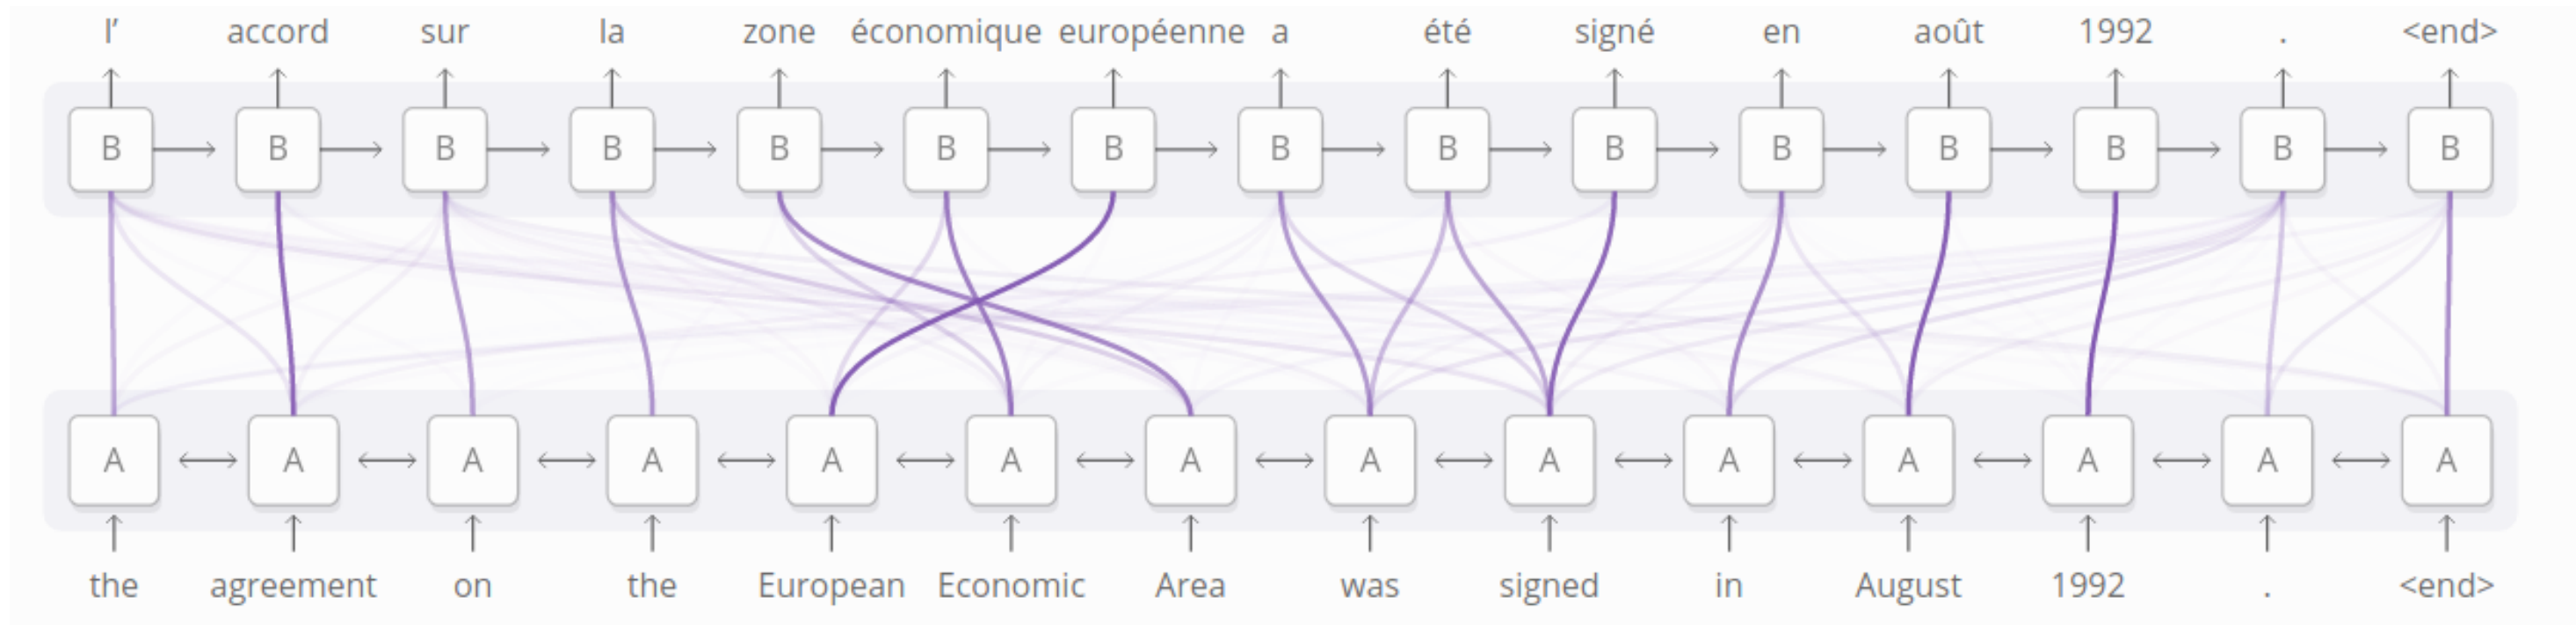 l’ accord sur la zone économique européenne a été signé en août 1992 . <end>
B B B B B B B B B B B B B B B
A A A A A A A A A A A A A A
the agreement on the European Economic Area was signed in August 1992 . <end>